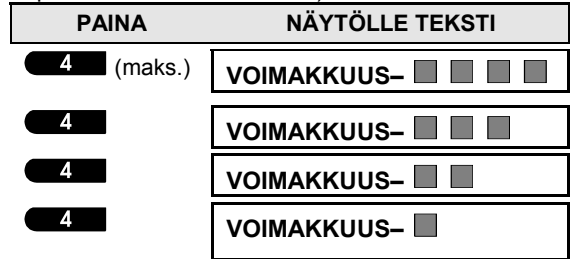 PAINA NÄYTÖLLE TEKSTI
4 (maks.) VOIMAKKUUS–
4 VOIMAKKUUS–
4 VOIMAKKUUS–
4 VOIMAKKUUS–